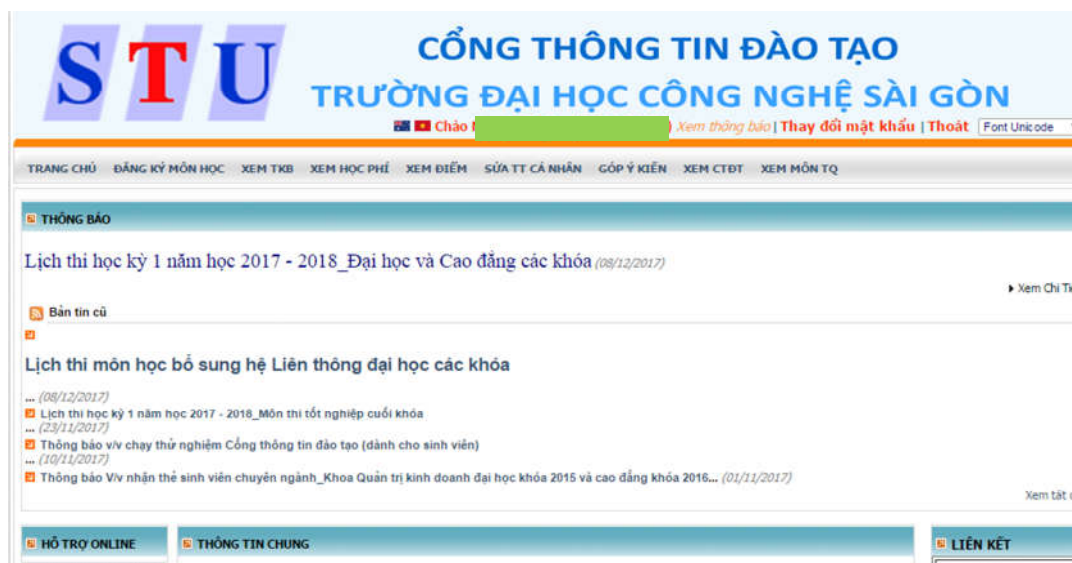 STU
CỔNG THÔNG TIN ĐÀO TẠO
TRƯỜNG ĐẠI HỌC CÔNG NGHỆ SÀI GÒN
Chào ) Xem thông báo | Thay đổi mật khẩu | Thoát Font Unicode
TRANG CHỦ ĐĂNG KÝ MÔN HỌC XEM TKB XEM HỌC PHÍ XEM ĐIỂM SỬA TT CÁ NHÂN GÓP Ý KIẾN XEM CTĐT XEM MÔN TQ
THÔNG BÁO
Lịch thi học kỳ 1 năm học 2017 - 2018_Đại học và Cao đẳng các khóa (08/12/2017)
Xem Chi
Bản tin cũ
Lịch thi môn học bổ sung hệ Liên thông đại học các khóa
... (08/12/2017)
Lịch thi học kỳ 1 năm học 2017 - 2018_Môn thi tốt nghiệp cuối khóa
... (23/11/2017)
Thông báo v/v chạy thử nghiệm Cổng thông tin đào tạo (dành cho sinh viên)
... (10/11/2017)
Thông báo V/v nhận thẻ sinh viên chuyên ngành_Khoa Quản trị kinh doanh đại học khóa 2015 và cao đẳng khóa 2016... (01/11/2017)
Xem tất
HỖ TRỢ ONLINE THÔNG TIN CHUNG LIÊN KẾT